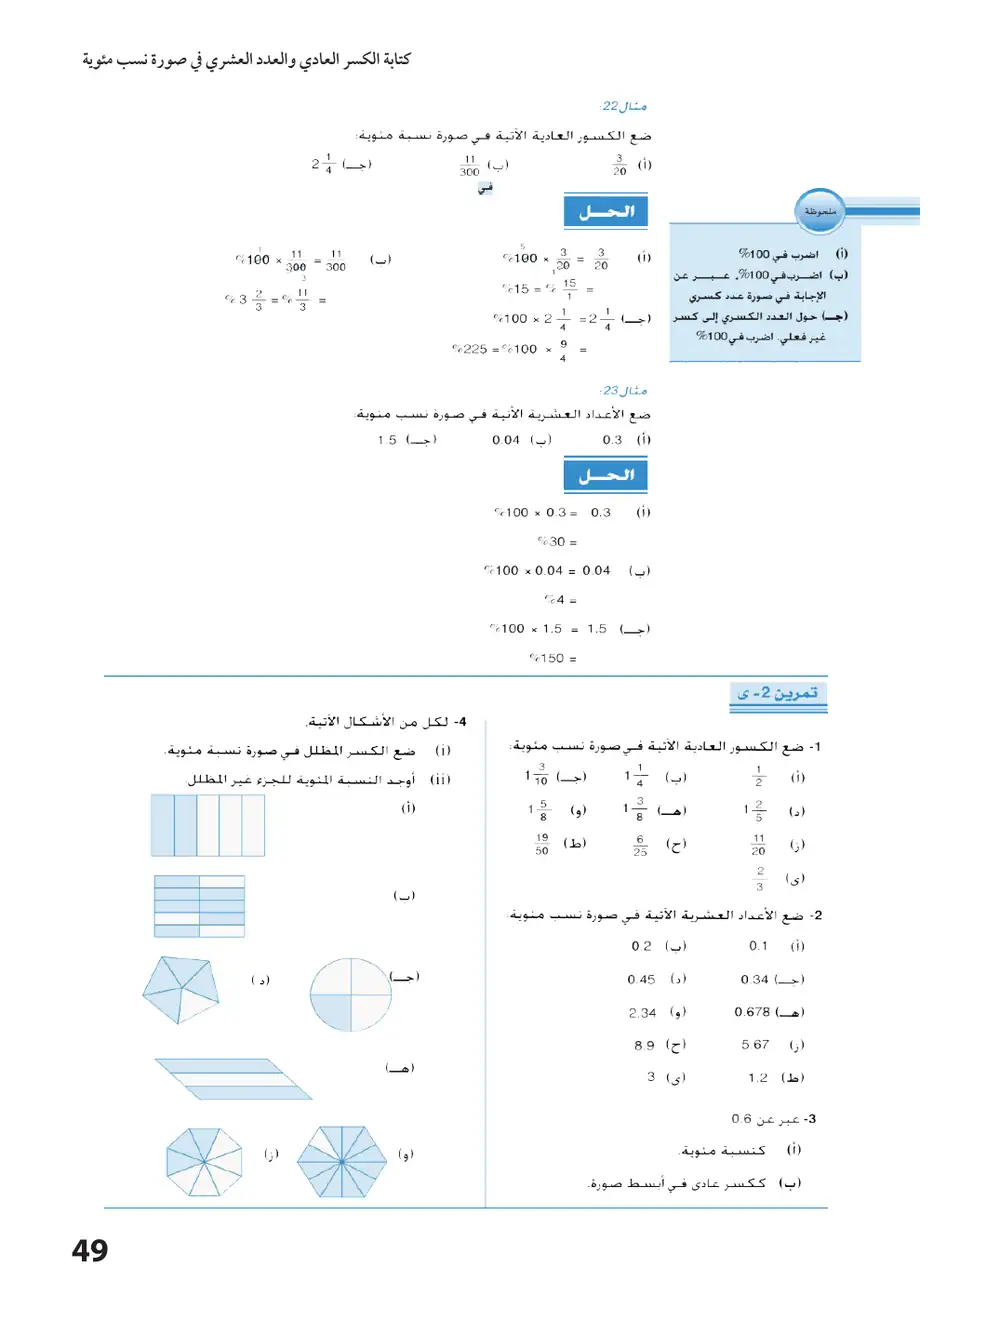 كتابة الكسر العادي والعدد العشري في صورة نسب مئوية
مثال22:
ضع الكسور العادية الآتية في صورة نسبة مئوية:
(أ) 3/20 (ب) 11/300 (جـ) 2 1/4
في
الحل
ملحوظة
(أ) اضرب في 100%
(ب) اضرب في 100%، عبر عن
الإجابة في صورة عدد كسري
(جـ) حول العدد الكسري إلى كسر
غير فعلي. اضرب في 100%
(أ) 3/20 = 3/20 × 100% 5 1
= 15/1 % = 15%
(ب) 11/300 = 11/300 × 100% 1 3
= 11/3 % = 3 2/3 %
(جـ) 2 1/4 = 2 1/4 × 100%
= 9/4 × 100% = 225%
مثال23:
ضع الأعداد العشرية الآتية في صورة نسب مئوية:
(أ) 0.3 (ب) 0.04 (جـ) 1.5
الحل
(أ) 0.3 = 0.3 × 100%
= 30%
(ب) 0.04 = 0.04 × 100%
= 4%
(جـ) 1.5 = 1.5 × 100%
= 150%
تمرين 2- ى
1- ضع الكسور العادية الآتية في صورة نسب مئوية:
(أ) 1/2 (ب) 1 1/4 (جـ) 1 3/10
(د) 1 2/5 (هـ) 1 3/8 (و) 1 5/8
(ز) 11/20 (ح) 6/25 (ط) 19/50
(ى) 2/3
2- ضع الأعداد العشرية الآتية في صورة نسب مئوية:
(أ) 0.1 (ب) 0.2
(جـ) 0.34 (د) 0.45
(هـ) 0.678 (و) 2.34
(ز) 5.67 (ح) 8.9
(ط) 1.2 (ى) 3
3- عبر عن 0.6
(أ) كنسبة مئوية.
(ب) ككسر عادى في أبسط صورة.
4- لكل من الأشكال الآتية.
(i) ضع الكسر المظلل في صورة نسبة مئوية.
(ii) أوجد النسبة المئوية للجزء غير المظلل.
(أ)
(ب)
(جـ)
(د)
(هـ)
(و)
(ز)
49